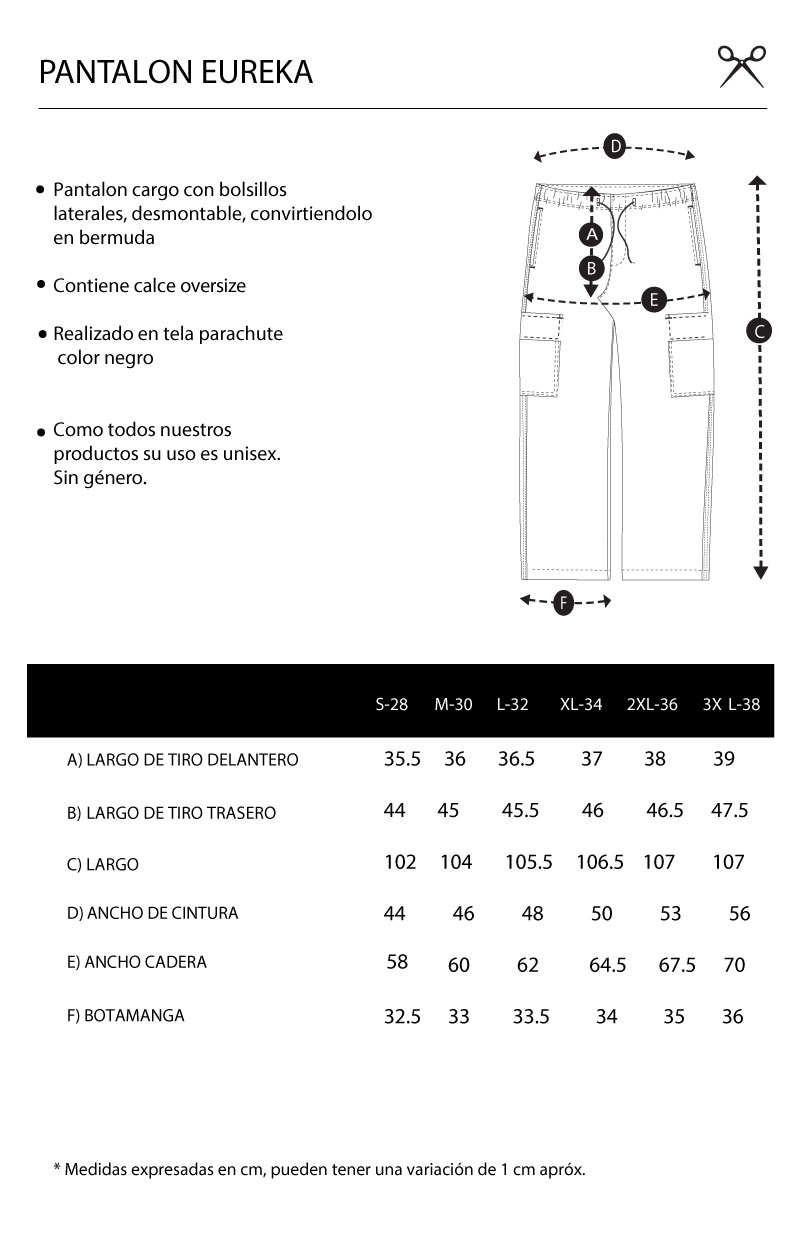 PANTALON EUREKA
• Pantalon cargo con bolsillos
laterales, desmontable, convirtiendolo
en bermuda
• Contiene calce oversize
• Realizado en tela parachute
color negro
• Como todos nuestros
productos su uso es unisex.
Sin género.
D
A
B
E
C
F
S-28 M-30 L-32 XL-34 2XL-36 3X L-38
A) LARGO DE TIRO DELANTERO 35.5 36 36.5 37 38 39
B) LARGO DE TIRO TRASERO 44 45 45.5 46 46.5 47.5
C) LARGO 102 104 105.5 106.5 107 107
D) ANCHO DE CINTURA 44 46 48 50 53 56
E) ANCHO CADERA 58 60 62 64.5 67.5 70
F) BOTAMANGA 32.5 33 33.5 34 35 36
* Medidas expresadas en cm, pueden tener una variación de 1 cm apróx.